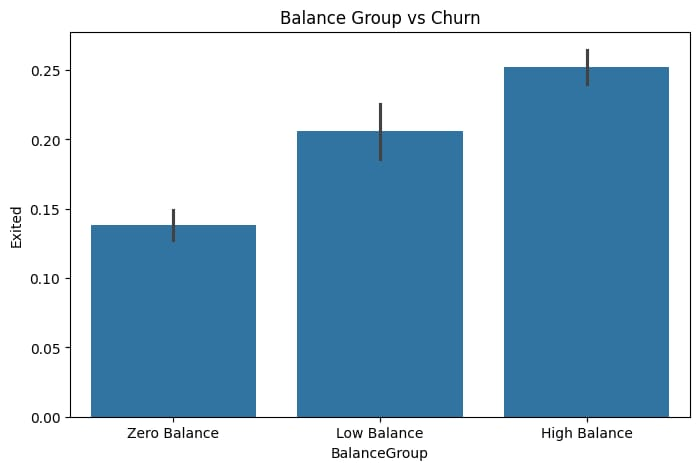 Balance Group vs Churn
0.25
0.20
0.15
0.10
0.05
0.00
Exited
Zero Balance
Low Balance
High Balance
BalanceGroup